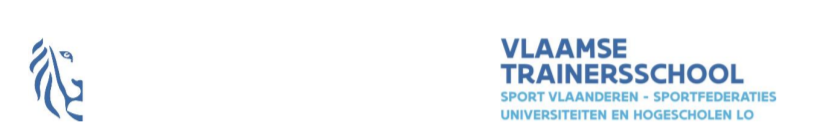 VLAAMSE
TRAINERSSCHOOL
SPORT VLAANDEREN - SPORTFEDERATIES
UNIVERSITEITEN EN HOGESCHOLEN LO